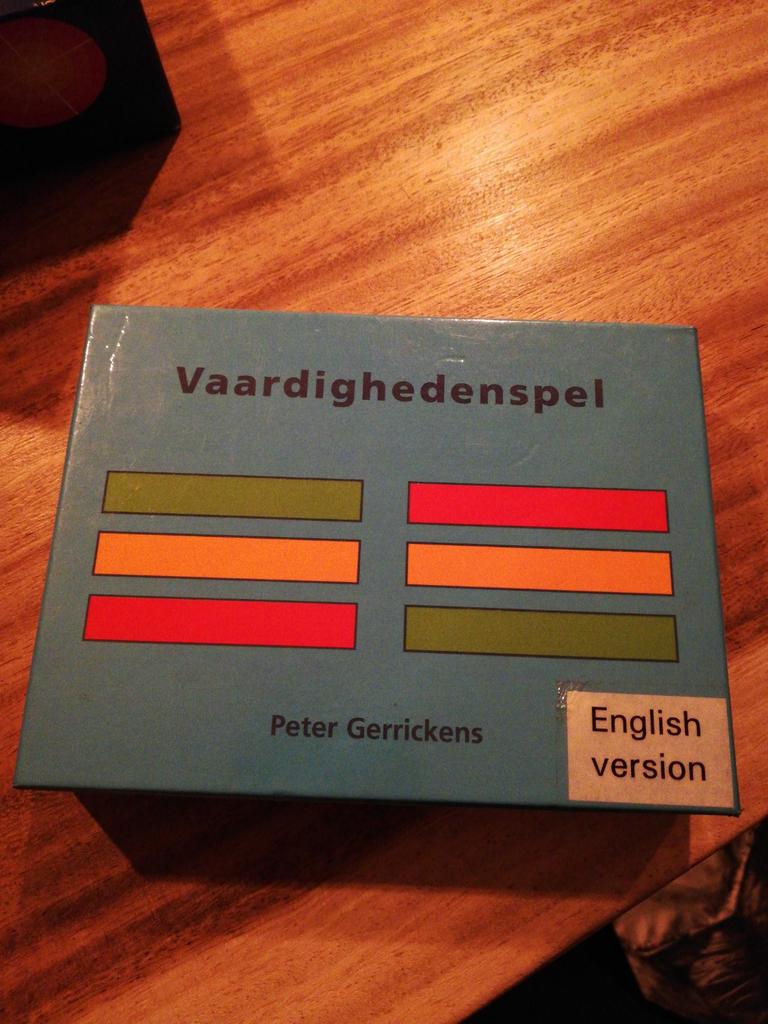 Vaardighedenspel
Peter Gerrickens
English
version